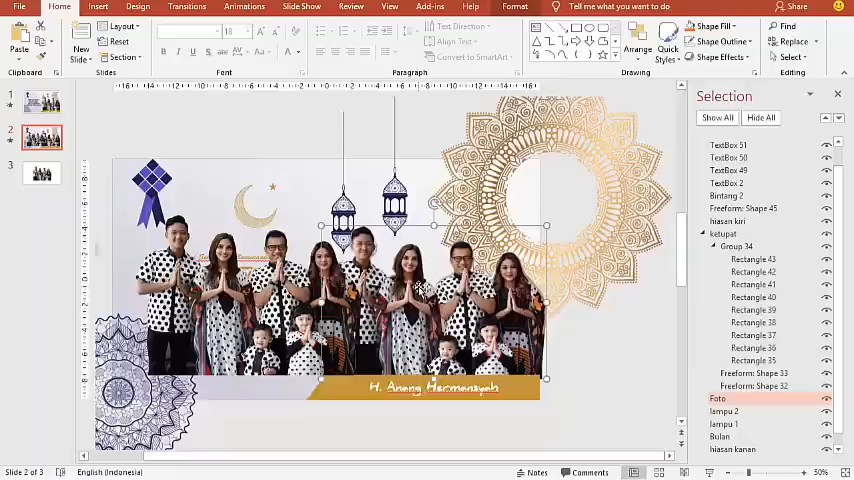 File Home Insert Design Transitions Animations Slide Show Review View Add-ins Help Format Tell me what you want to do Share
Paste
Clipboard
New
Slide
Layout
Reset
Section
Slides
18
B I U S
Font
Text Direction
Align Text
Convert to SmartArt
Paragraph
Arrange
Quick
Styles
Shape Fill
Shape Outline
Shape Effects
Drawing
Find
Replace
Select
Editing
1
2
3
H. Anang Hermansyah
Selection
Show All Hide All
TextBox 51
TextBox 50
TextBox 49
TextBox 2
Bintang 2
Freeform: Shape 45
hiasan kiri
ketupat
Group 34
Rectangle 43
Rectangle 42
Rectangle 41
Rectangle 40
Rectangle 39
Rectangle 38
Rectangle 37
Rectangle 36
Rectangle 35
Freeform: Shape 33
Freeform: Shape 32
Foto
lampu 2
lampu 1
Bulan
hiasan kanan
Slide 2 of 3 English (Indonesia) Notes Comments 50%